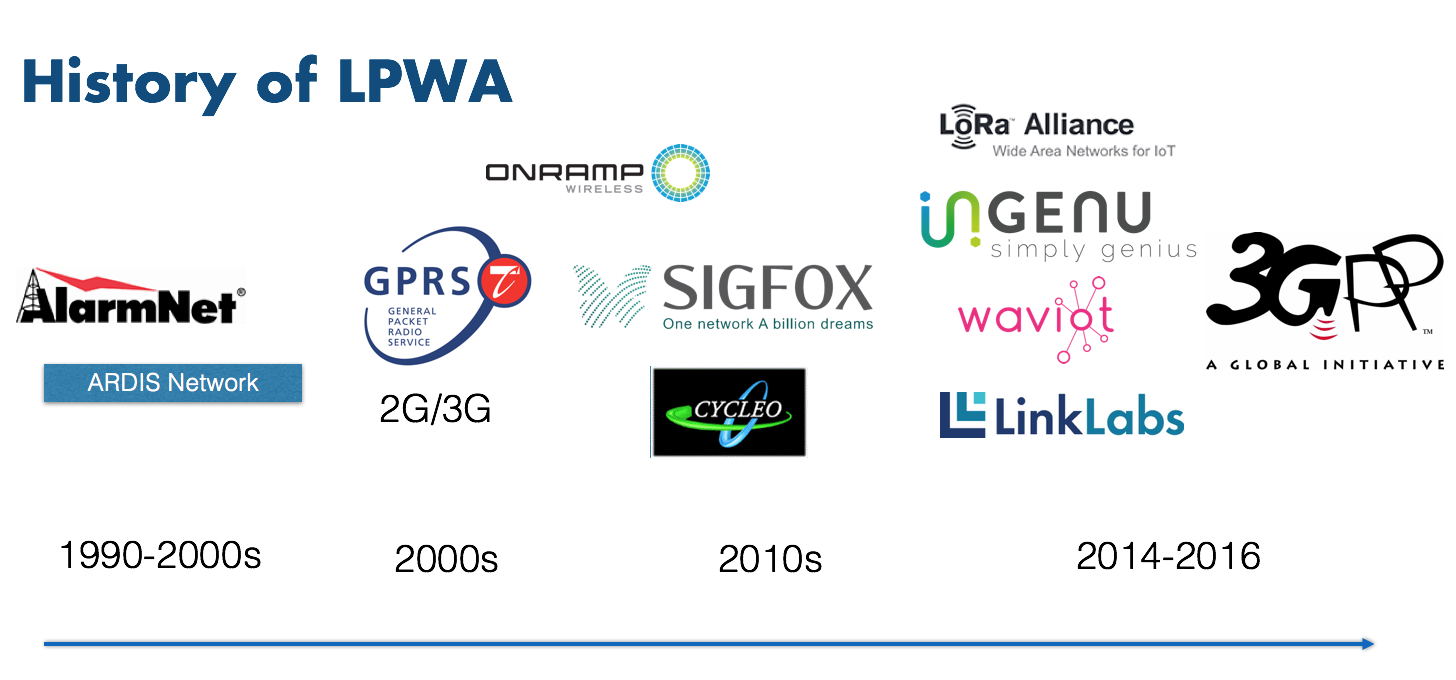 History of LPWA
ONRAMP
WIRELESS
LoRa™ Alliance
Wide Area Networks for IoT
inGENU
simply genius
AlarmNet®
ARDIS Network
GPRS
GENERAL
PACKET
RADIO
SERVICE
2G/3G
SIGFOX
One network A billion dreams
CYCLEO
waviot
LinkLabs
3GPP™
A GLOBAL INITIATIVE
1990-2000s
2000s
2010s
2014-2016